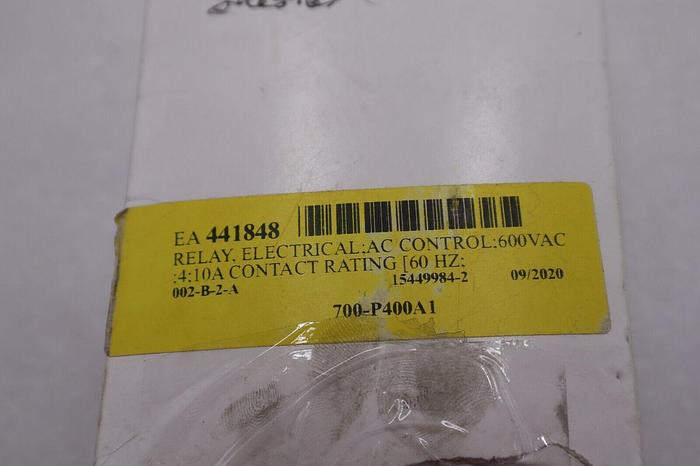 EA 441848
RELAY, ELECTRICAL;AC CONTROL;600VAC
;4;10A CONTACT RATING [60 HZ;
002-B-2-A 15449984-2 09/2020
700-P400A1